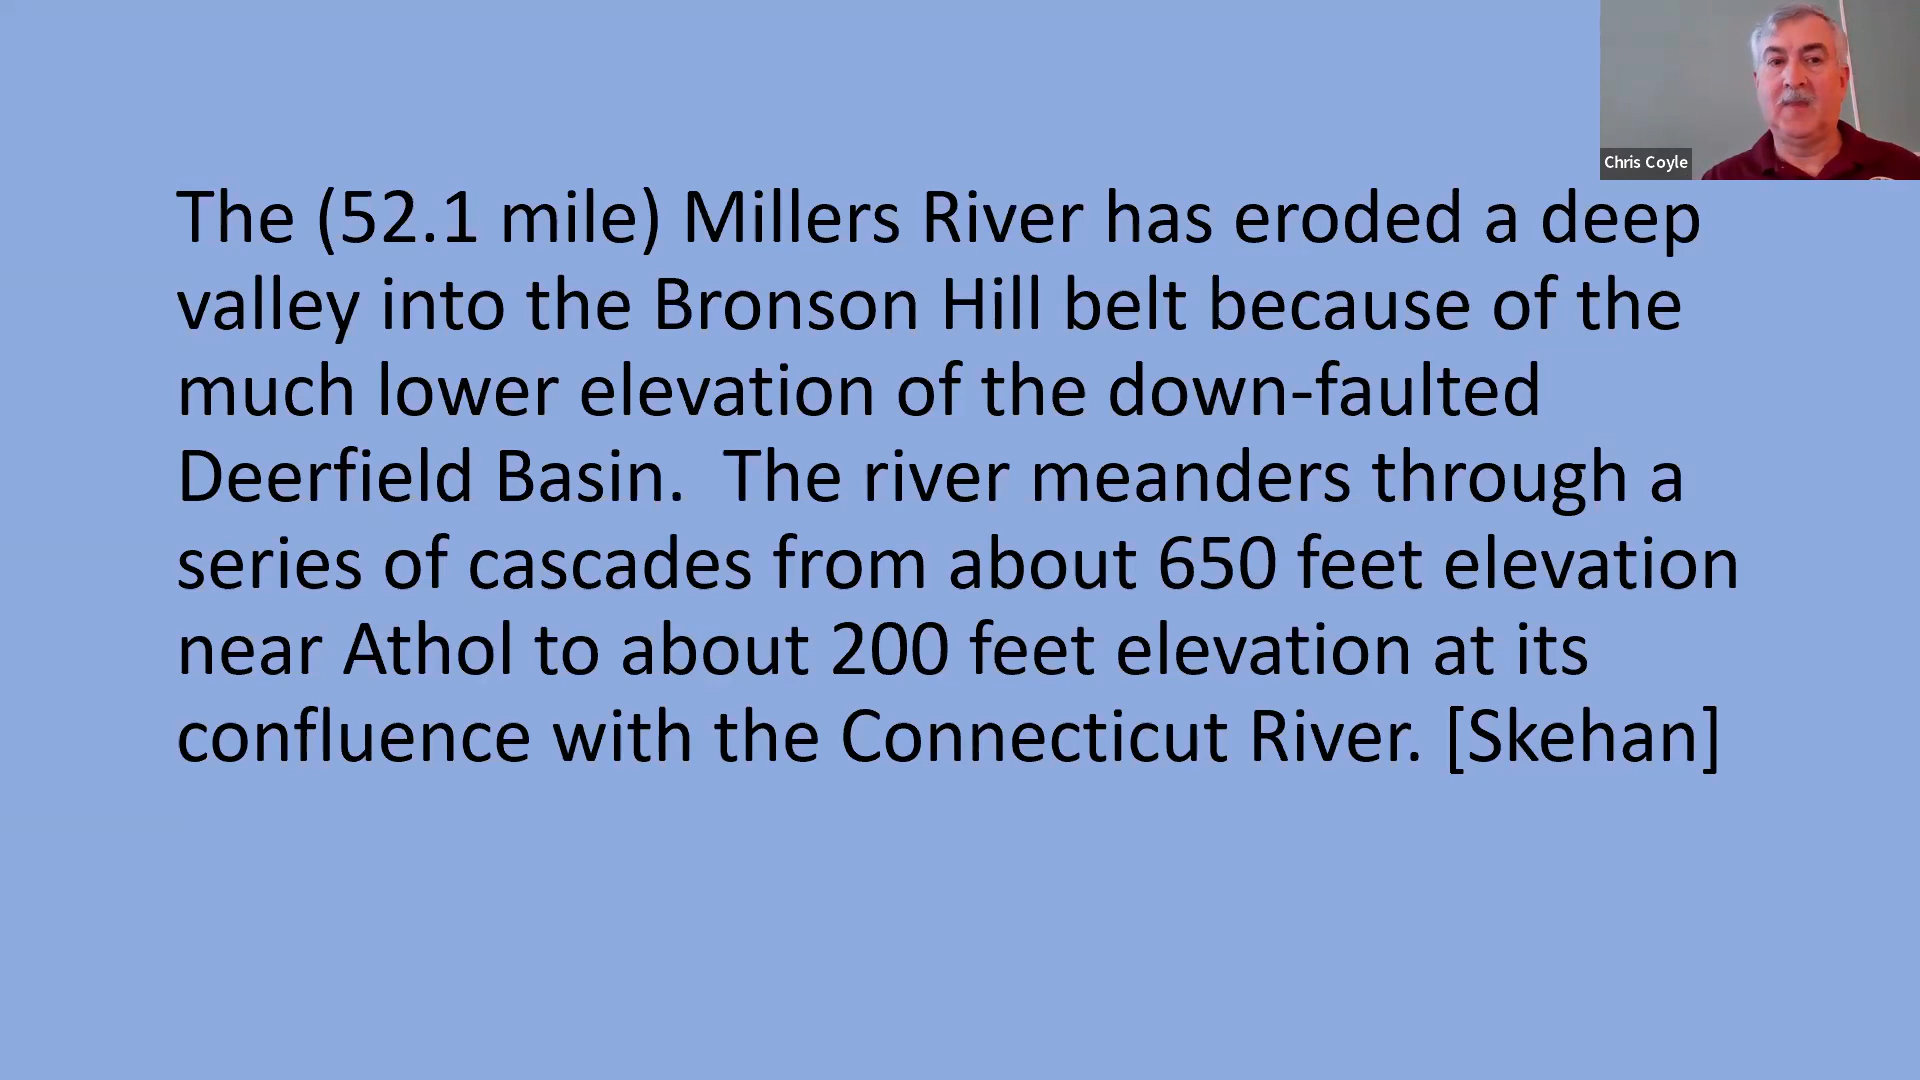 Chris Coyle
The (52.1 mile) Millers River has eroded a deep
valley into the Bronson Hill belt because of the
much lower elevation of the down-faulted
Deerfield Basin.  The river meanders through a
series of cascades from about 650 feet elevation
near Athol to about 200 feet elevation at its
confluence with the Connecticut River. [Skehan]